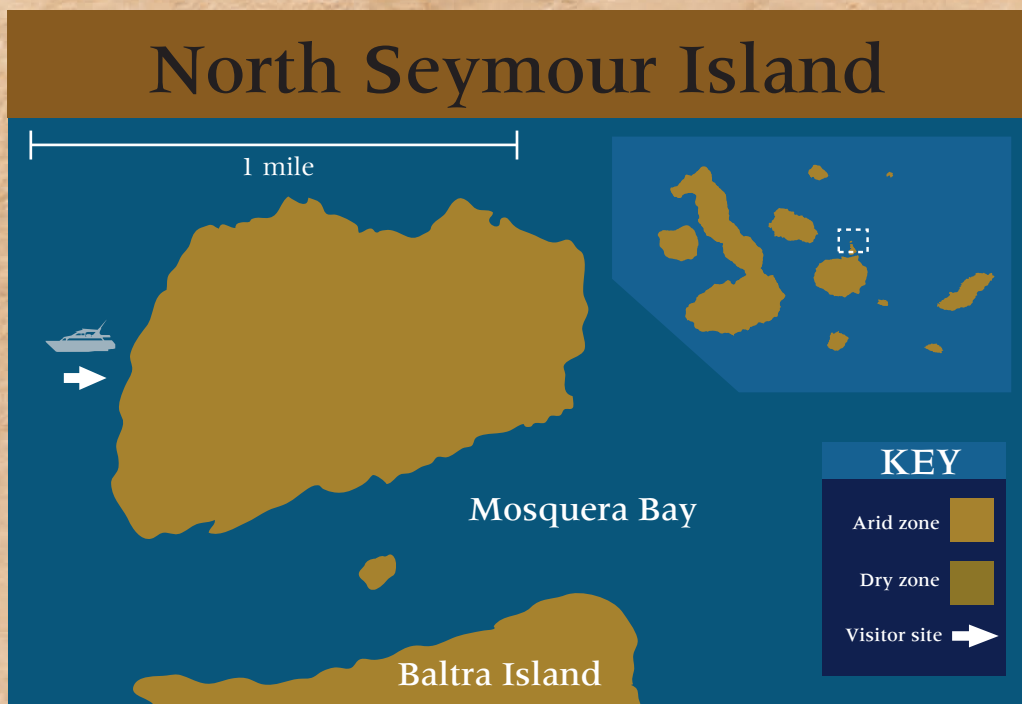 North Seymour Island
1 mile
Mosquera Bay
Baltra Island
KEY
Arid zone
Dry zone
Visitor site